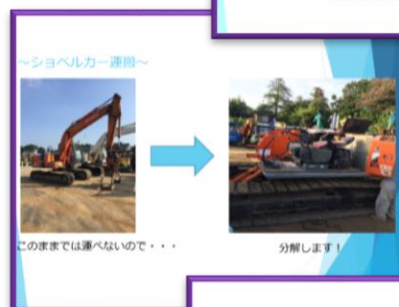 ～ショベルカー運搬～
このままでは運べないので・・・
分解します！